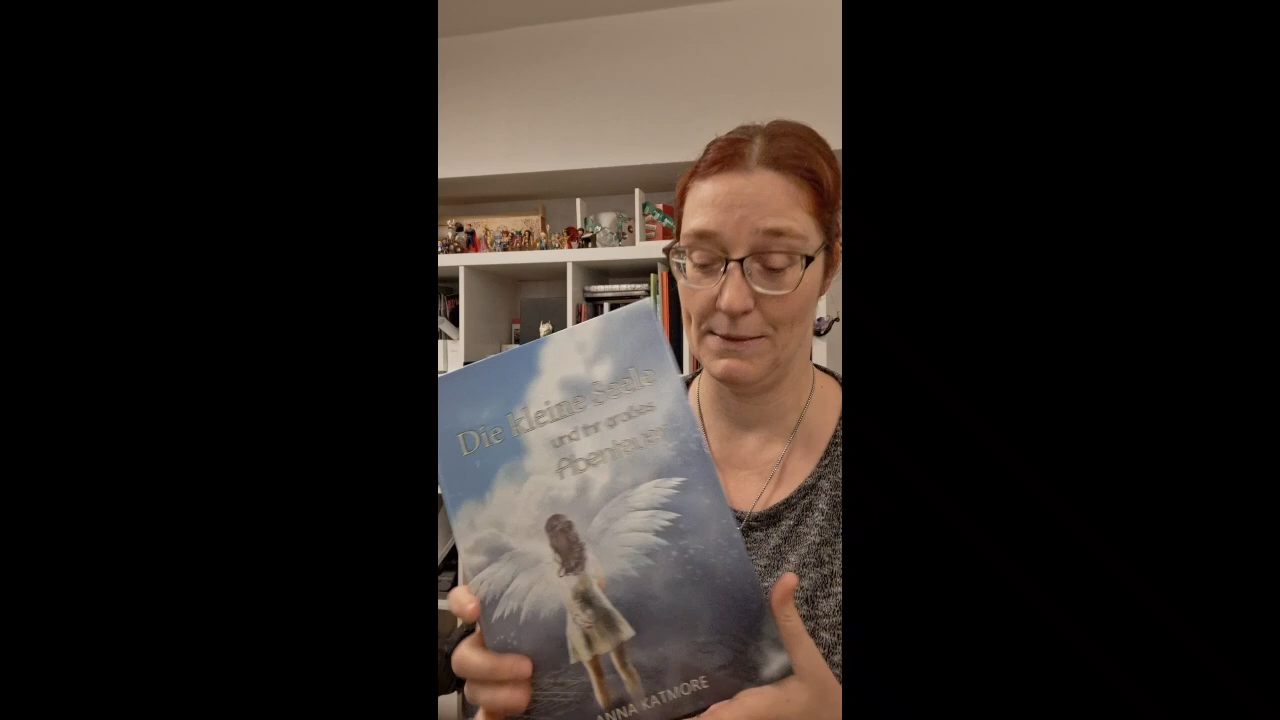 Die kleine Seele
und ihr großes
Abenteuer
ANNA KATMORE